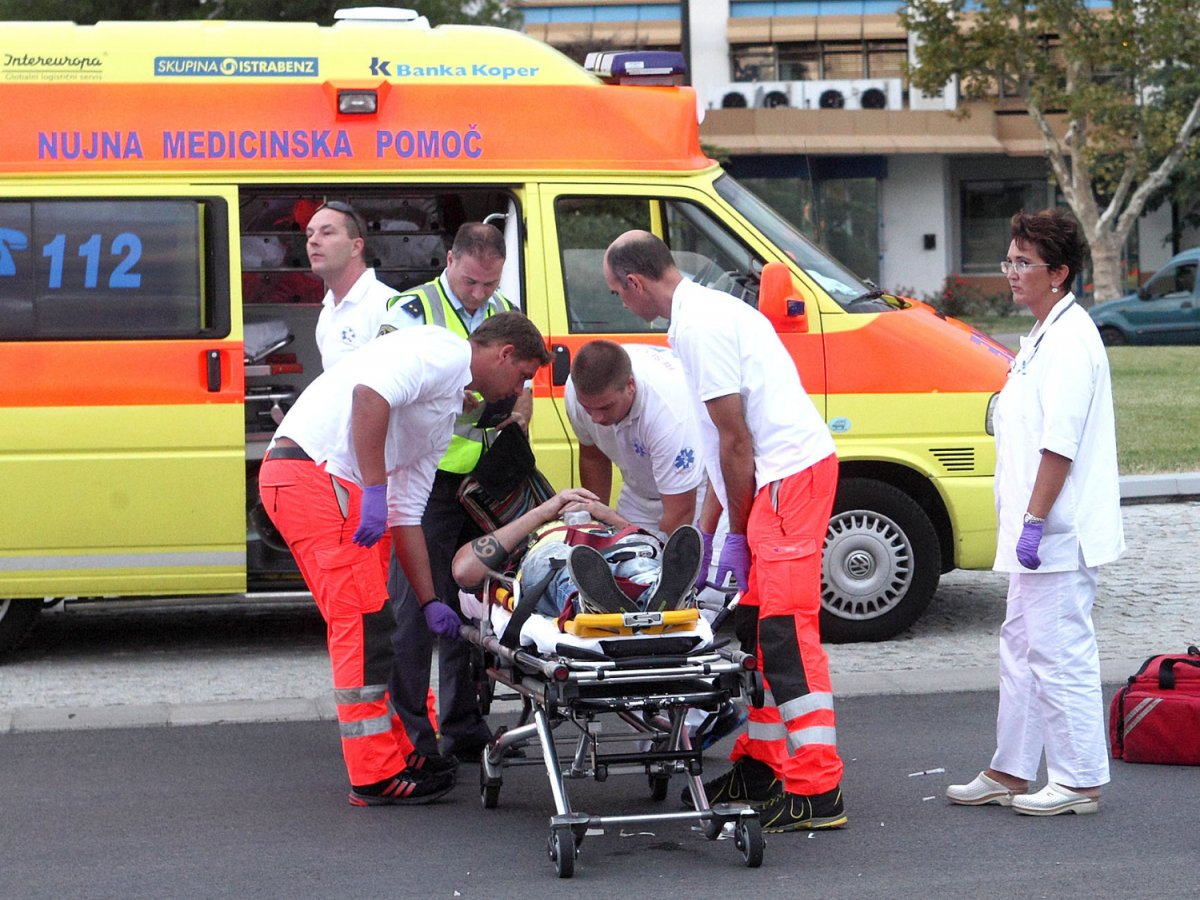 Intereuropa
Globalni logistični servis
SKUPINA ISTRABENZ
Banka Koper
NUJNA MEDICINSKA POMOČ
112